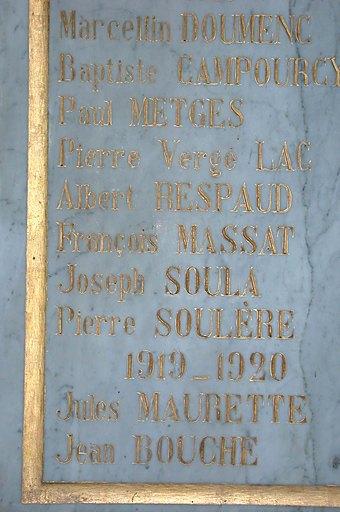 Marcellin DOUMENC
Baptiste CAMPOURCY
Paul METGES
Pierre Vergé LAC
Albert RESPAUD
François MASSAT
Joseph SOULA
Pierre SOULÈRE
1919_1920
Jules MAURETTE
Jean BOUCHE